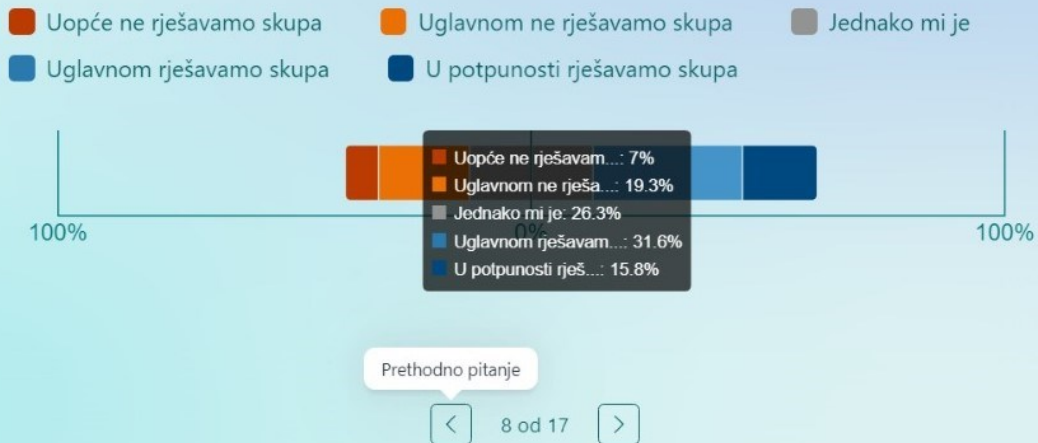 Uopće ne rješavamo skupa Uglavnom ne rješavamo skupa Jednako mi je
Uglavnom rješavamo skupa U potpunosti rješavamo skupa
Uopće ne rješavam...: 7%
Uglavnom ne rješa...: 19.3%
Jednako mi je: 26.3%
Uglavnom rješavam...: 31.6%
U potpunosti rješ...: 15.8%
100% 0% 100%
Prethodno pitanje
< 8 od 17 >